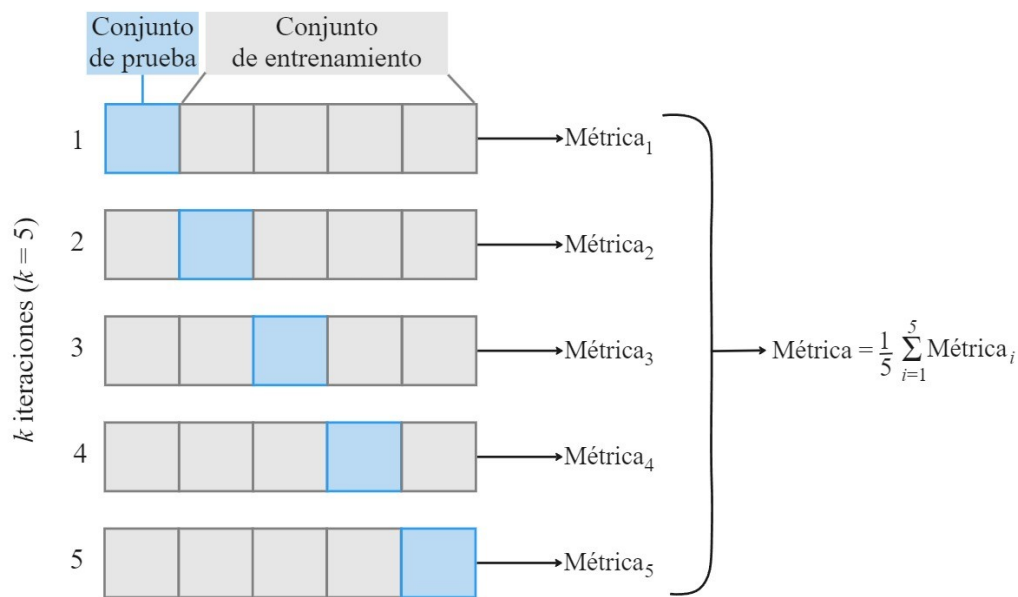 Conjunto
de prueba
Conjunto
de entrenamiento
1
Métrica₁
2
Métrica₂
3
Métrica₃
4
Métrica₄
5
Métrica₅
k iteraciones (k = 5)
Métrica = 1/5 ∑_{i=1}^{5} Métrica_i